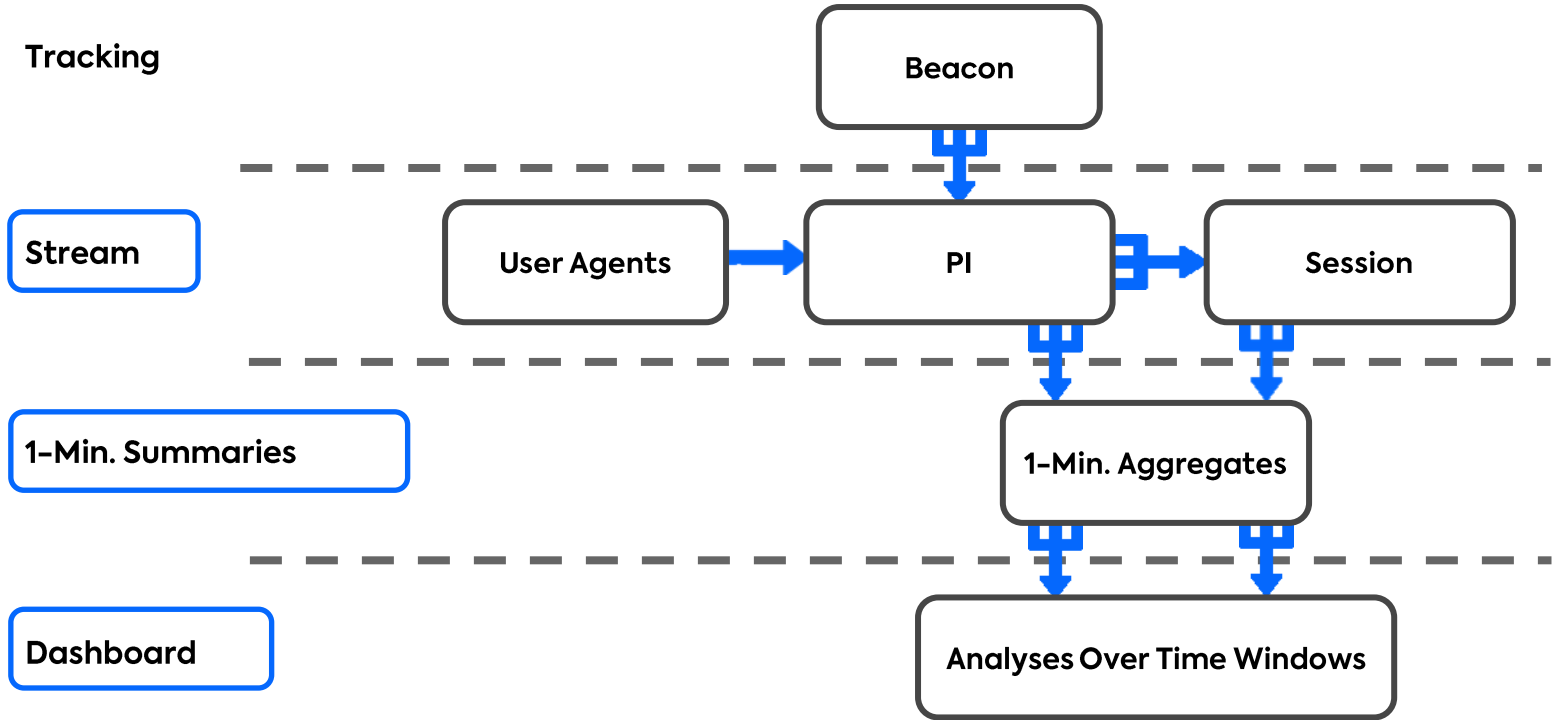 Tracking
Beacon
Stream
User Agents
PI
Session
1-Min. Summaries
1-Min. Aggregates
Dashboard
Analyses Over Time Windows